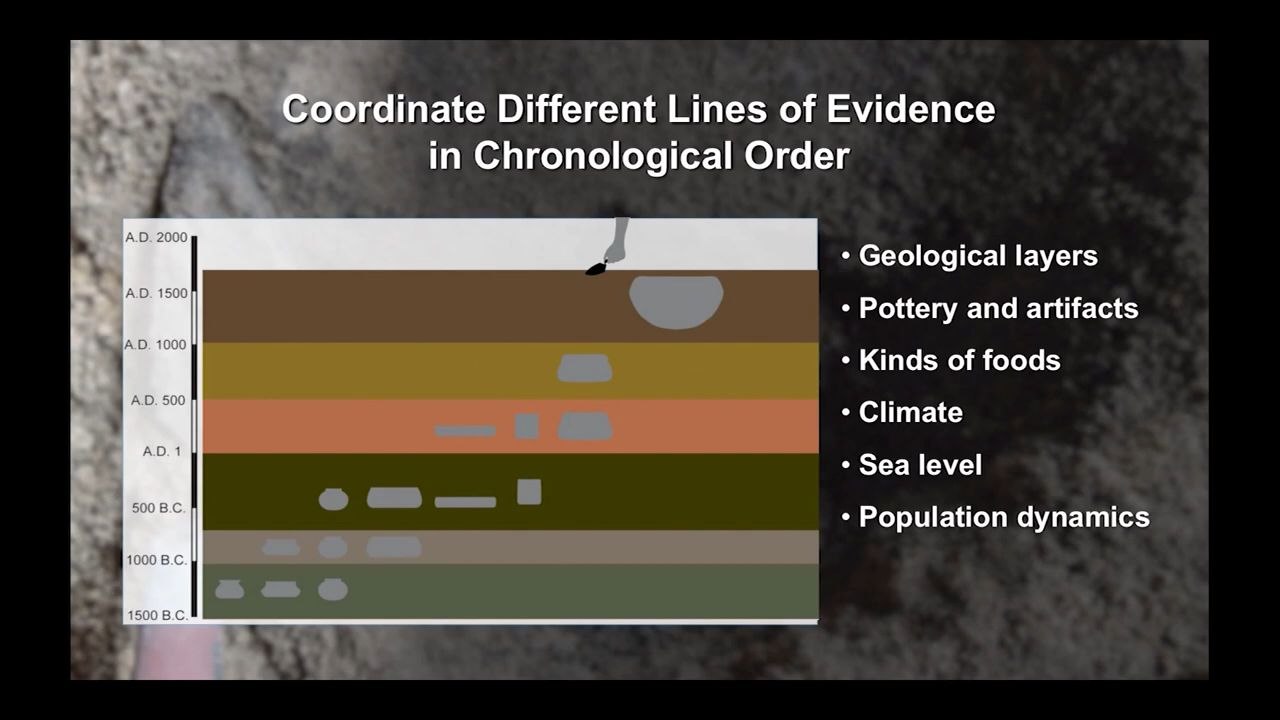 Coordinate Different Lines of Evidence
in Chronological Order
A.D. 2000
A.D. 1500
A.D. 1000
A.D. 500
A.D. 1
500 B.C.
1000 B.C.
1500 B.C.
• Geological layers
• Pottery and artifacts
• Kinds of foods
• Climate
• Sea level
• Population dynamics